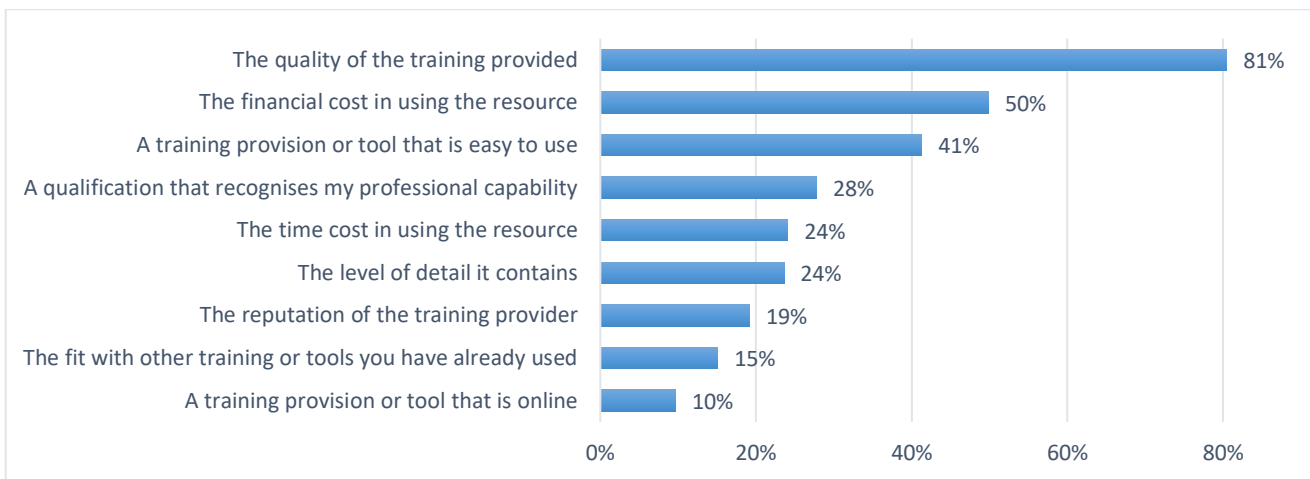 The quality of the training provided 81%
The financial cost in using the resource 50%
A training provision or tool that is easy to use 41%
A qualification that recognises my professional capability 28%
The time cost in using the resource 24%
The level of detail it contains 24%
The reputation of the training provider 19%
The fit with other training or tools you have already used 15%
A training provision or tool that is online 10%
0% 20% 40% 60% 80%